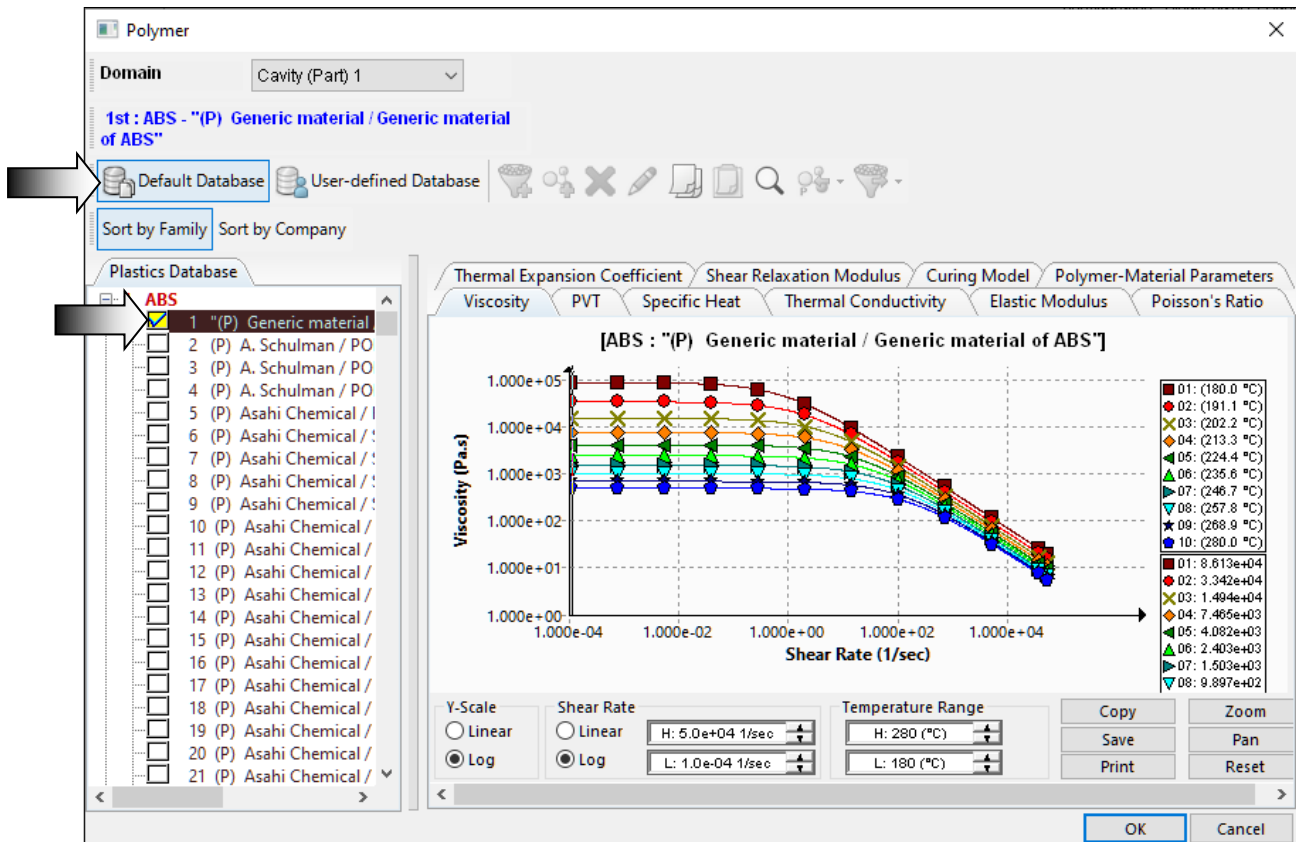 Polymer
Domain
Cavity (Part) 1
1st : ABS - "(P) Generic material / Generic material
of ABS"
Default Database
User-defined Database
Sort by Family
Sort by Company
Plastics Database
ABS
1 "(P) Generic material
2 (P) A. Schulman / PO
3 (P) A. Schulman / PO
4 (P) A. Schulman / PO
5 (P) Asahi Chemical /
6 (P) Asahi Chemical /
7 (P) Asahi Chemical /
8 (P) Asahi Chemical /
9 (P) Asahi Chemical /
10 (P) Asahi Chemical /
11 (P) Asahi Chemical /
12 (P) Asahi Chemical /
13 (P) Asahi Chemical /
14 (P) Asahi Chemical /
15 (P) Asahi Chemical /
16 (P) Asahi Chemical /
17 (P) Asahi Chemical /
18 (P) Asahi Chemical /
19 (P) Asahi Chemical /
20 (P) Asahi Chemical /
21 (P) Asahi Chemical /
Thermal Expansion Coefficient
Shear Relaxation Modulus
Curing Model
Polymer-Material Parameters
Viscosity
PVT
Specific Heat
Thermal Conductivity
Elastic Modulus
Poisson's Ratio
[ABS : "(P) Generic material / Generic material of ABS"]
Viscosity (Pa.s)
1.000e+05
1.000e+04
1.000e+03
1.000e+02
1.000e+01
1.000e+00
1.000e-04
1.000e-02
1.000e+00
1.000e+02
1.000e+04
Shear Rate (1/sec)
01: (180.0 °C)
02: (191.1 °C)
03: (202.2 °C)
04: (213.3 °C)
05: (224.4 °C)
06: (235.6 °C)
07: (246.7 °C)
08: (257.8 °C)
09: (268.9 °C)
10: (280.0 °C)
01: 8.613e+04
02: 3.342e+04
03: 1.494e+04
04: 7.465e+03
05: 4.082e+03
06: 2.403e+03
07: 1.503e+03
08: 9.897e+02
Y-Scale
Linear
Log
Shear Rate
Linear
Log
H: 5.0e+04 1/sec
L: 1.0e-04 1/sec
Temperature Range
H: 280 (°C)
L: 180 (°C)
Copy
Zoom
Save
Pan
Print
Reset
OK
Cancel